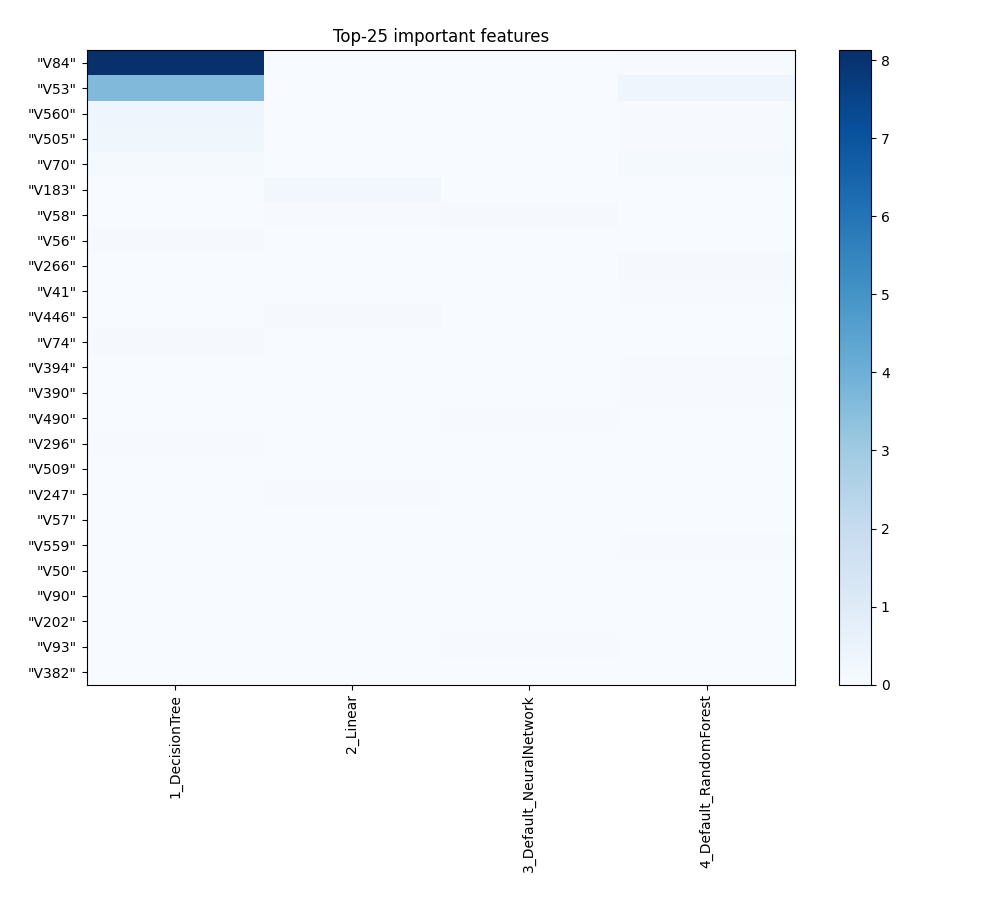 Top-25 important features
"V84"
"V53"
"V560"
"V505"
"V70"
"V183"
"V58"
"V56"
"V266"
"V41"
"V446"
"V74"
"V394"
"V390"
"V490"
"V296"
"V509"
"V247"
"V57"
"V559"
"V50"
"V90"
"V202"
"V93"
"V382"
1_DecisionTree
2_Linear
3_Default_NeuralNetwork
4_Default_RandomForest
8
7
6
5
4
3
2
1
0